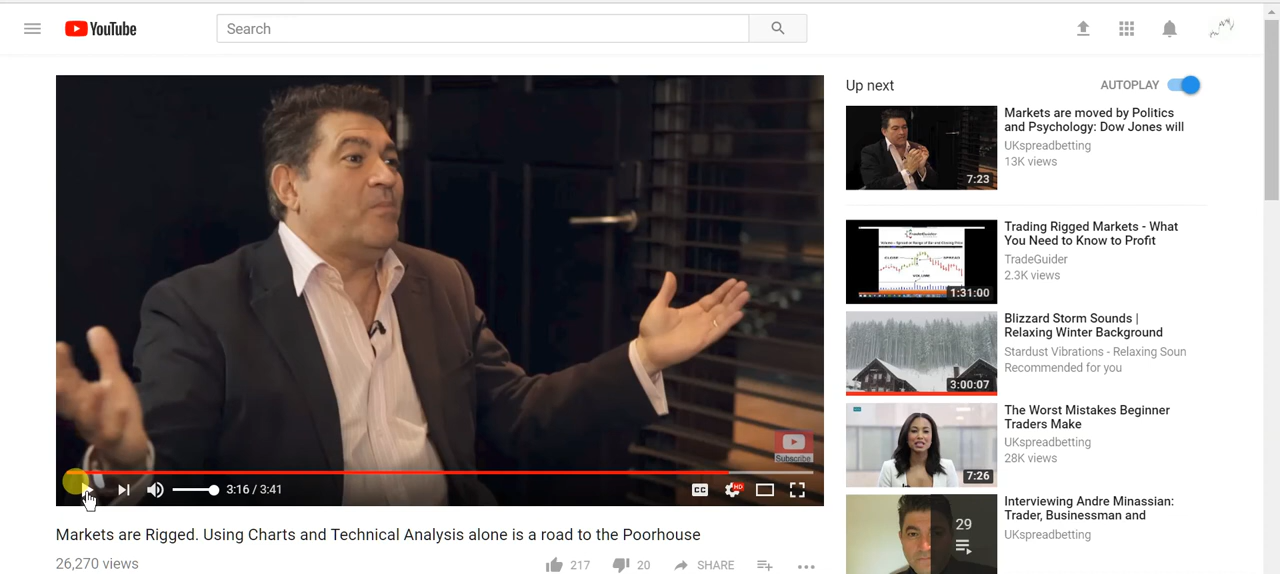 YouTube
Search
Up next
AUTOPLAY
Markets are moved by Politics
and Psychology: Dow Jones will
UKspreadbetting
13K views
7:23
Trading Rigged Markets - What
You Need to Know to Profit
TradeGuider
2.3K views
1:31:00
Blizzard Storm Sounds |
Relaxing Winter Background
Stardust Vibrations - Relaxing Soun
Recommended for you
3:00:07
The Worst Mistakes Beginner
Traders Make
UKspreadbetting
28K views
7:26
Interviewing Andre Minassian:
Trader, Businessman and
UKspreadbetting
29
Subscribe
3:16 / 3:41
CC
HD
Markets are Rigged. Using Charts and Technical Analysis alone is a road to the Poorhouse
26,270 views
217
20
SHARE